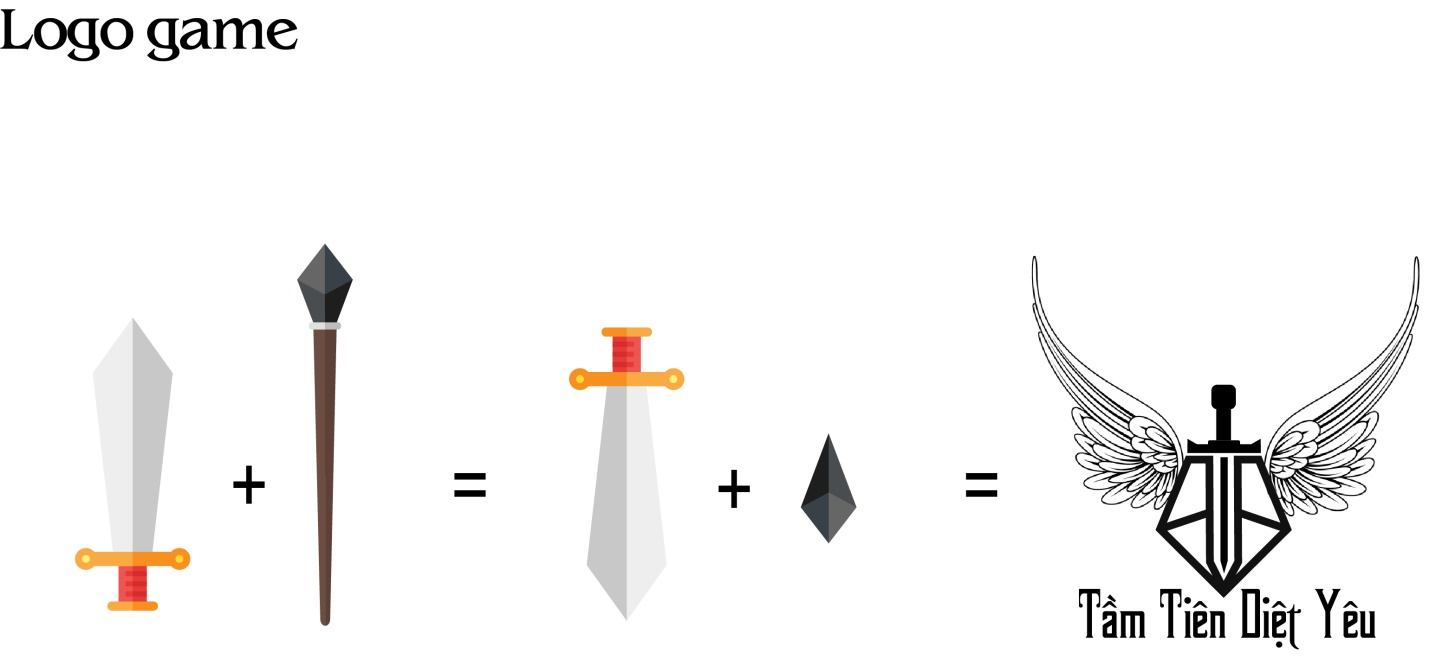 Logo game
+ = + =
Tầm Tiên Diệt Yêu